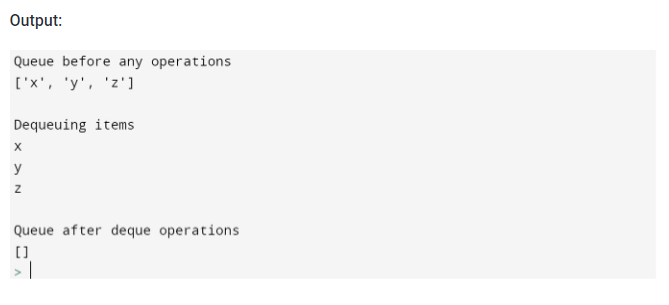 Output:
Queue before any operations
['x', 'y', 'z']
Dequeuing items
x
y
z
Queue after deque operations
[]
>